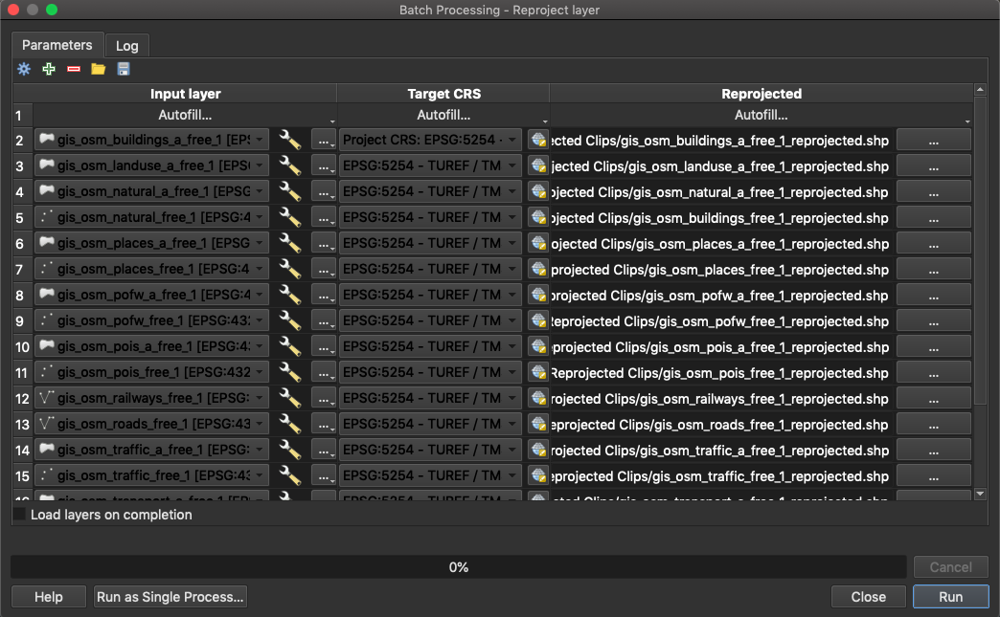 Batch Processing - Reproject layer
Parameters Log
Input layer Target CRS Reprojected
1 Autofill... Autofill... Autofill...
2 gis_osm_buildings_a_free_1 [EPS ... Project CRS: EPSG:5254 - ected Clips/gis_osm_buildings_a_free_1_reprojected.shp ...
3 gis_osm_landuse_a_free_1 [EPSG ... EPSG:5254 - TUREF / TM jected Clips/gis_osm_landuse_a_free_1_reprojected.shp ...
4 gis_osm_natural_a_free_1 [EPSG ... EPSG:5254 - TUREF / TM ojected Clips/gis_osm_natural_a_free_1_reprojected.shp ...
5 gis_osm_natural_free_1 [EPSG:4 ... EPSG:5254 - TUREF / TM ojected Clips/gis_osm_buildings_free_1_reprojected.shp ...
6 gis_osm_places_a_free_1 [EPSG: ... EPSG:5254 - TUREF / TM ojected Clips/gis_osm_places_a_free_1_reprojected.shp ...
7 gis_osm_places_free_1 [EPSG:4 ... EPSG:5254 - TUREF / TM projected Clips/gis_osm_places_free_1_reprojected.shp ...
8 gis_osm_pofw_a_free_1 [EPSG:4 ... EPSG:5254 - TUREF / TM projected Clips/gis_osm_pofw_a_free_1_reprojected.shp ...
9 gis_osm_pofw_free_1 [EPSG:432 ... EPSG:5254 - TUREF / TM Reprojected Clips/gis_osm_pofw_free_1_reprojected.shp ...
10 gis_osm_pois_a_free_1 [EPSG:43 ... EPSG:5254 - TUREF / TM eprojected Clips/gis_osm_pois_a_free_1_reprojected.shp ...
11 gis_osm_pois_free_1 [EPSG:432 ... EPSG:5254 - TUREF / TM Reprojected Clips/gis_osm_pois_free_1_reprojected.shp ...
12 gis_osm_railways_free_1 [EPSG: ... EPSG:5254 - TUREF / TM rojected Clips/gis_osm_railways_free_1_reprojected.shp ...
13 gis_osm_roads_free_1 [EPSG:43 ... EPSG:5254 - TUREF / TM eprojected Clips/gis_osm_roads_free_1_reprojected.shp ...
14 gis_osm_traffic_a_free_1 [EPSG: ... EPSG:5254 - TUREF / TM rojected Clips/gis_osm_traffic_a_free_1_reprojected.shp ...
15 gis_osm_traffic_free_1 [EPSG:43 ... EPSG:5254 - TUREF / TM eprojected Clips/gis_osm_traffic_free_1_reprojected.shp ...
Load layers on completion
0%
Cancel
Help Run as Single Process... Close Run